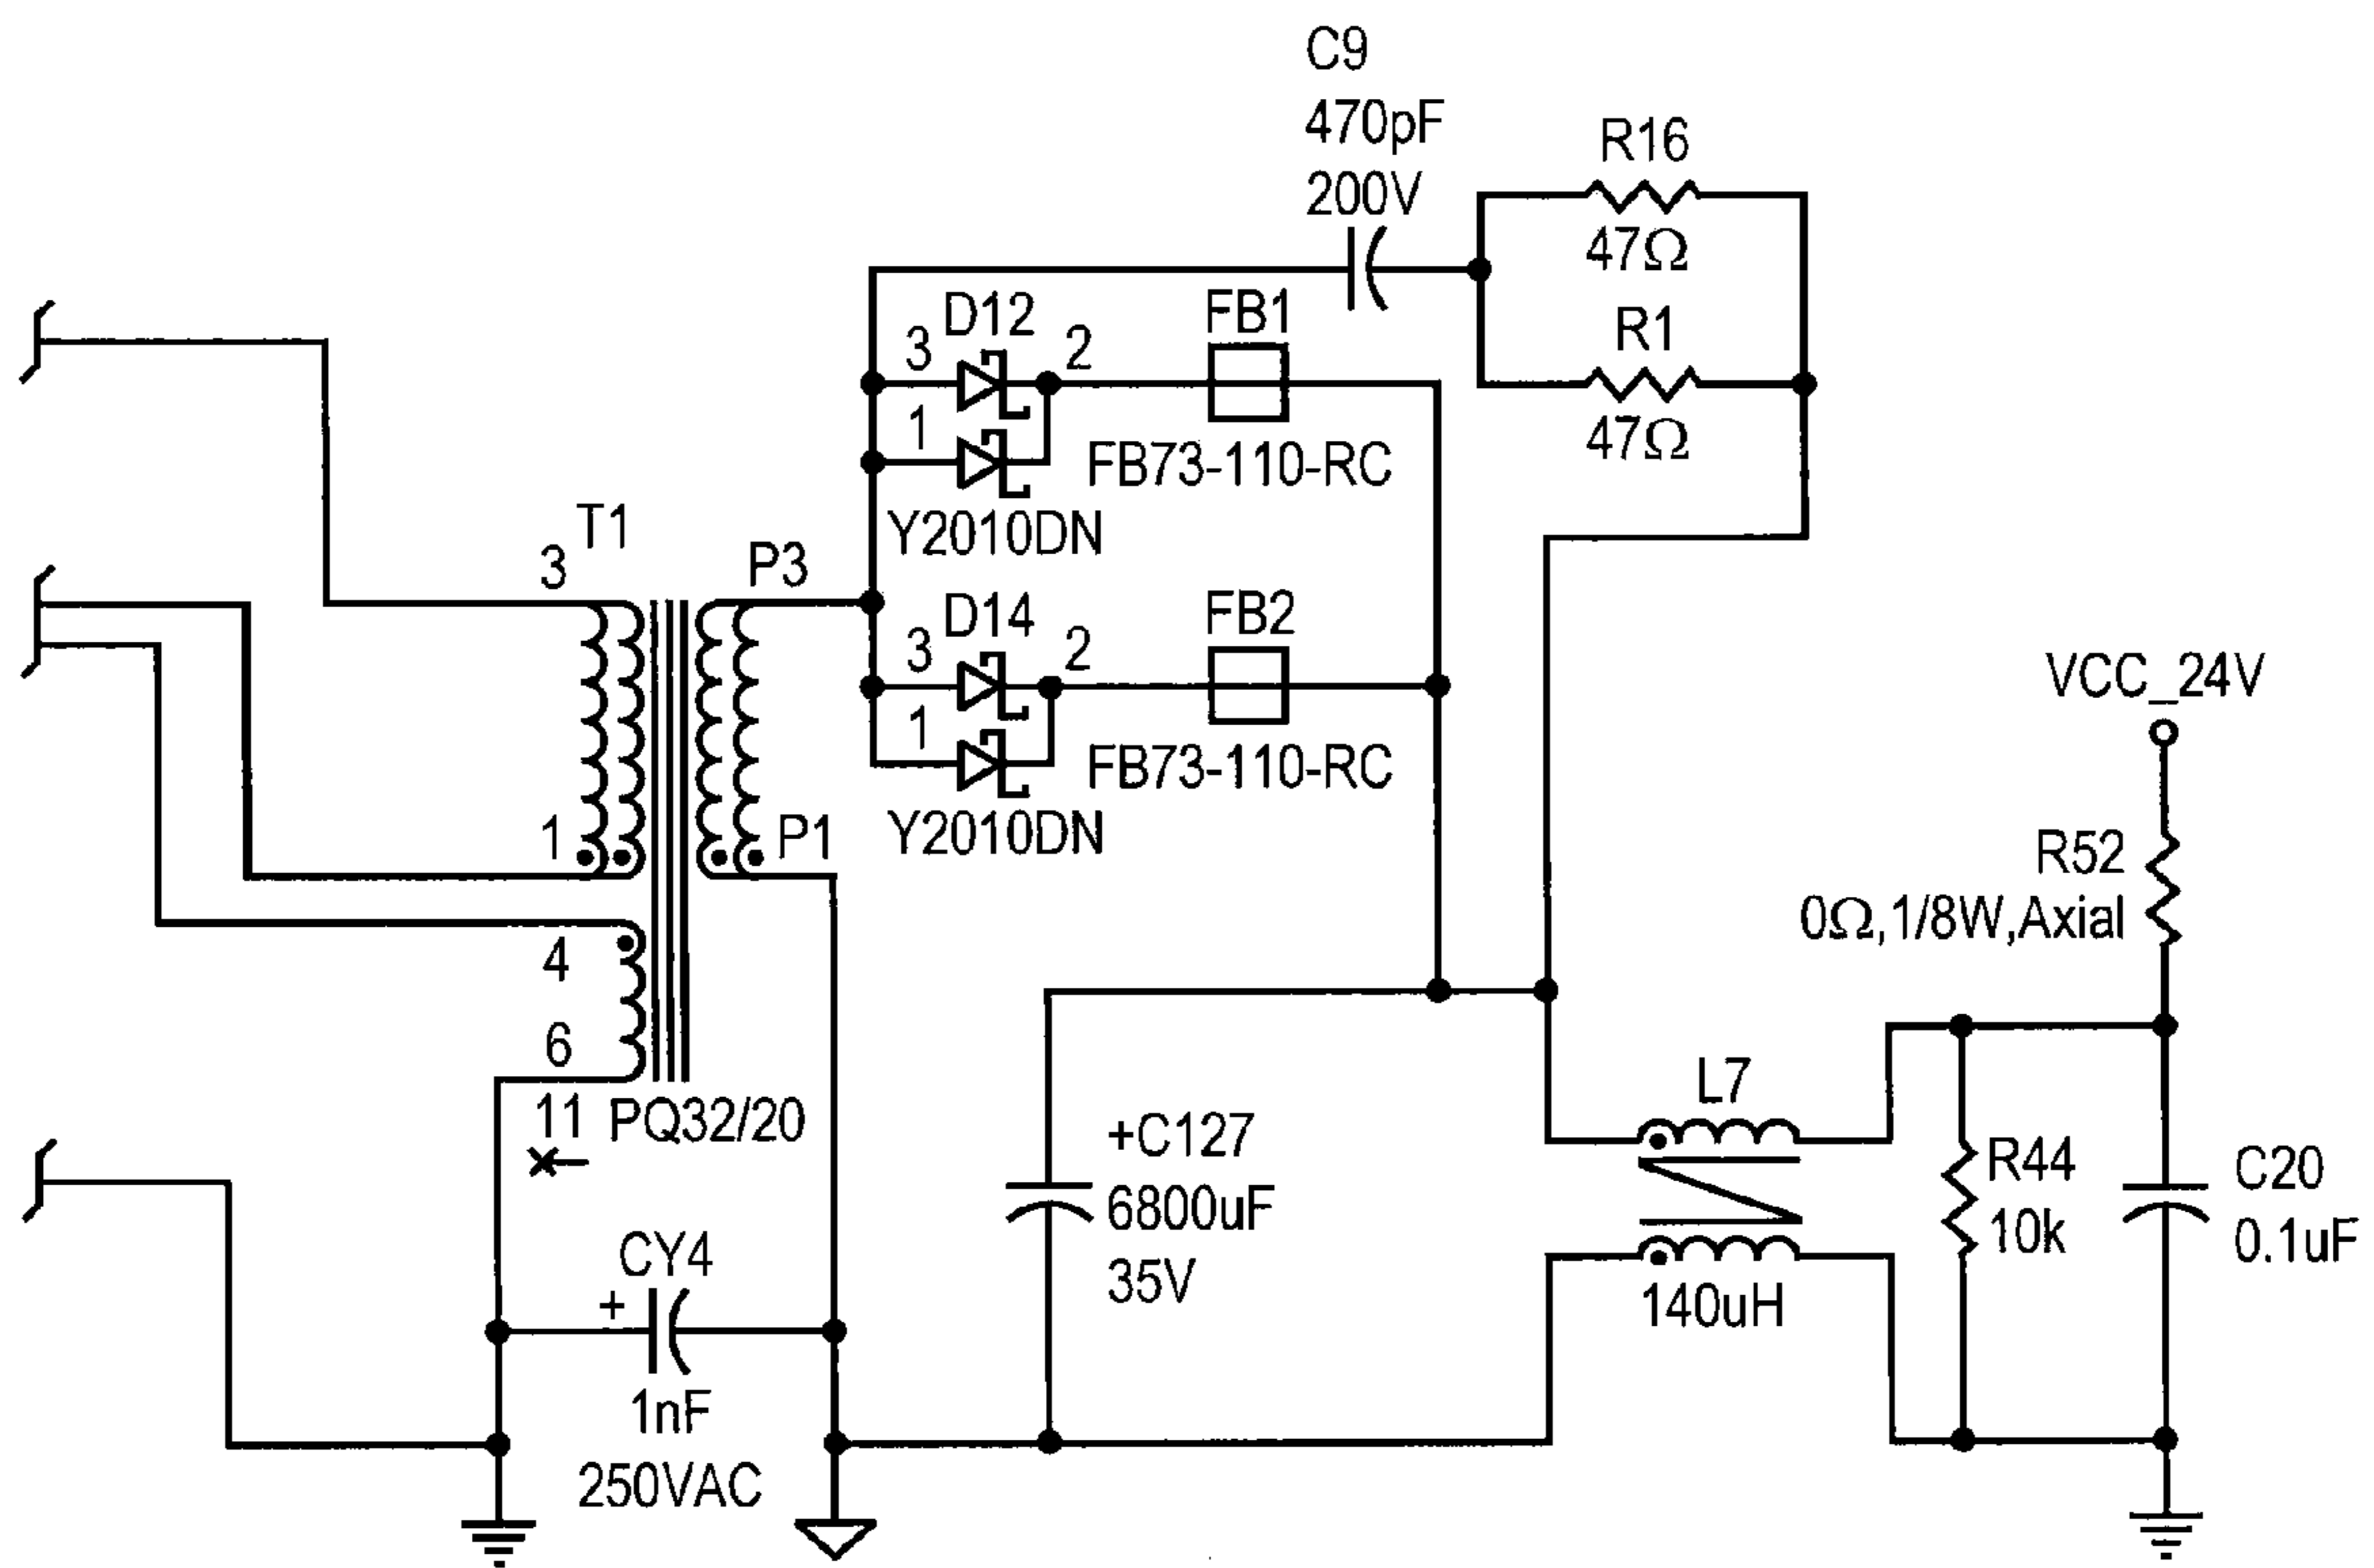 C9
470pF
200V
R16
47Ω
R1
47Ω
D12
3
2
1
Y2010DN
FB1
FB73-110-RC
T1
3
P3
D14
3
2
1
Y2010DN
FB2
FB73-110-RC
1
P1
4
6
11
PQ32/20
VCC_24V
R52
0Ω,1/8W,Axial
L7
140uH
R44
10k
C20
0.1uF
+C127
6800uF
35V
CY4
+
1nF
250VAC